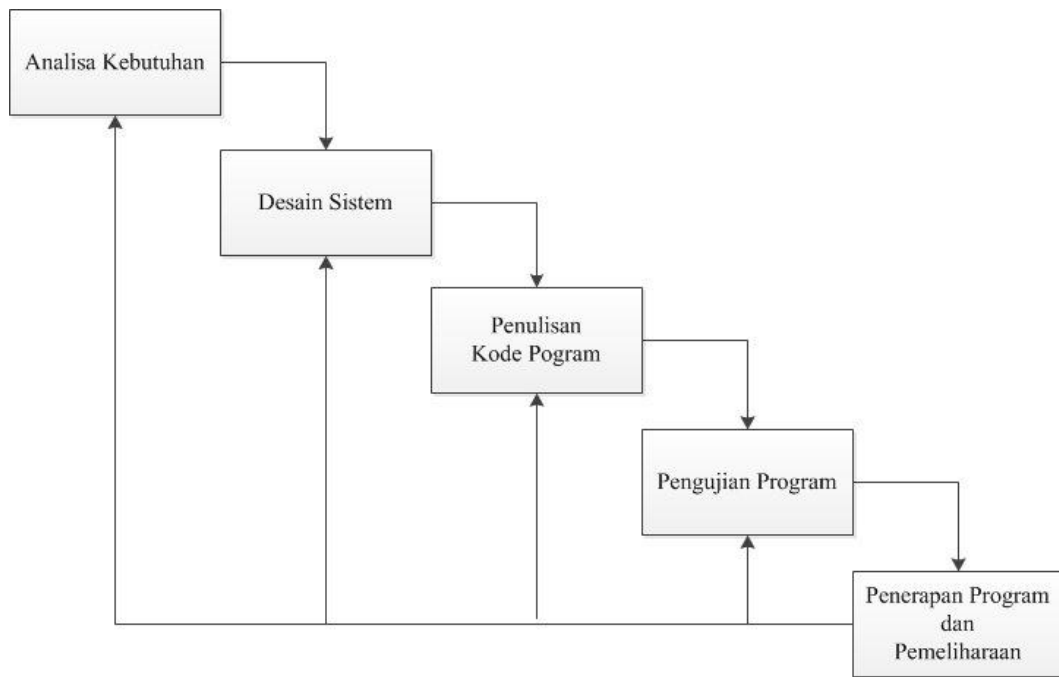 Analisa Kebutuhan
Desain Sistem
Penulisan
Kode Pogram
Pengujian Program
Penerapan Program
dan
Pemeliharaan